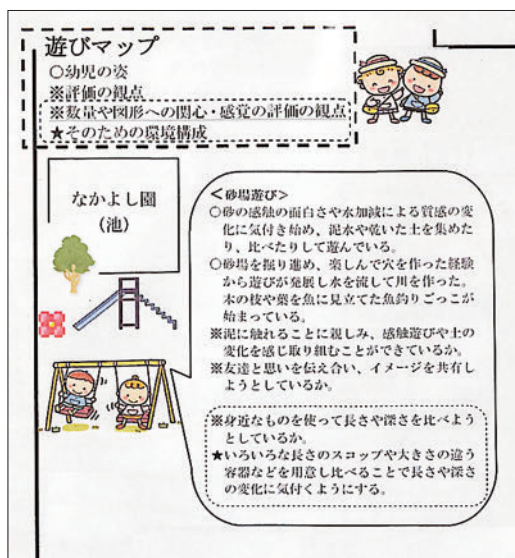 遊びマップ
○幼児の姿
※評価の観点
※数量や図形への関心・感覚の評価の観点
★そのための環境構成
なかよし園
(池)
＜砂場遊び＞
○砂の感触の面白さや水加減による質感の変
化に気付き始め、泥水や乾いた土を集めた
り、比べたりして遊んでいる。
○砂場を掘り進め、楽しんで穴を作った経験
から遊びが発展し水を流して川を作った。
木の枝や葉を魚に見立てた魚釣りごっこが
始まっている。
※泥に触れることに親しみ、感触遊びや土の
変化を感じ取り組むことができているか。
※友達と思いを伝え合い、イメージを共有し
ようとしているか。
※身近なものを使って長さや深さを比べよう
としているか。
★いろいろな長さのスコップや大きさの違う
容器などを用意し比べることで長さや深さ
の変化に気付くようにする。